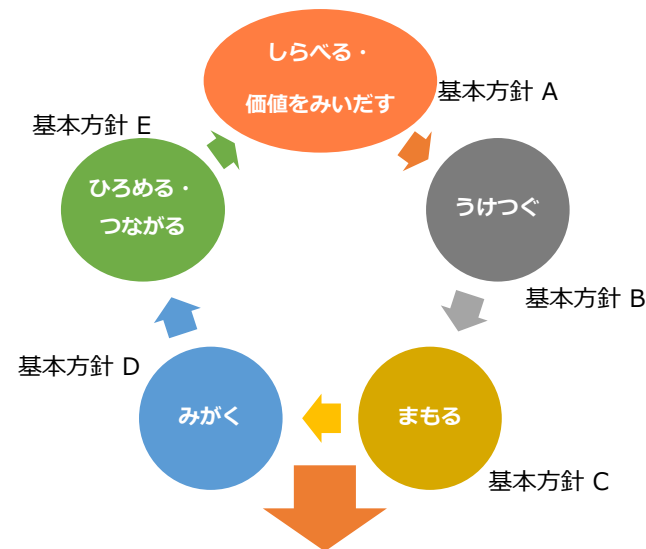 しらべる・
価値をみいだす
基本方針 A
うけつぐ
基本方針 B
まもる
基本方針 C
みがく
基本方針 D
ひろめる・
つながる
基本方針 E